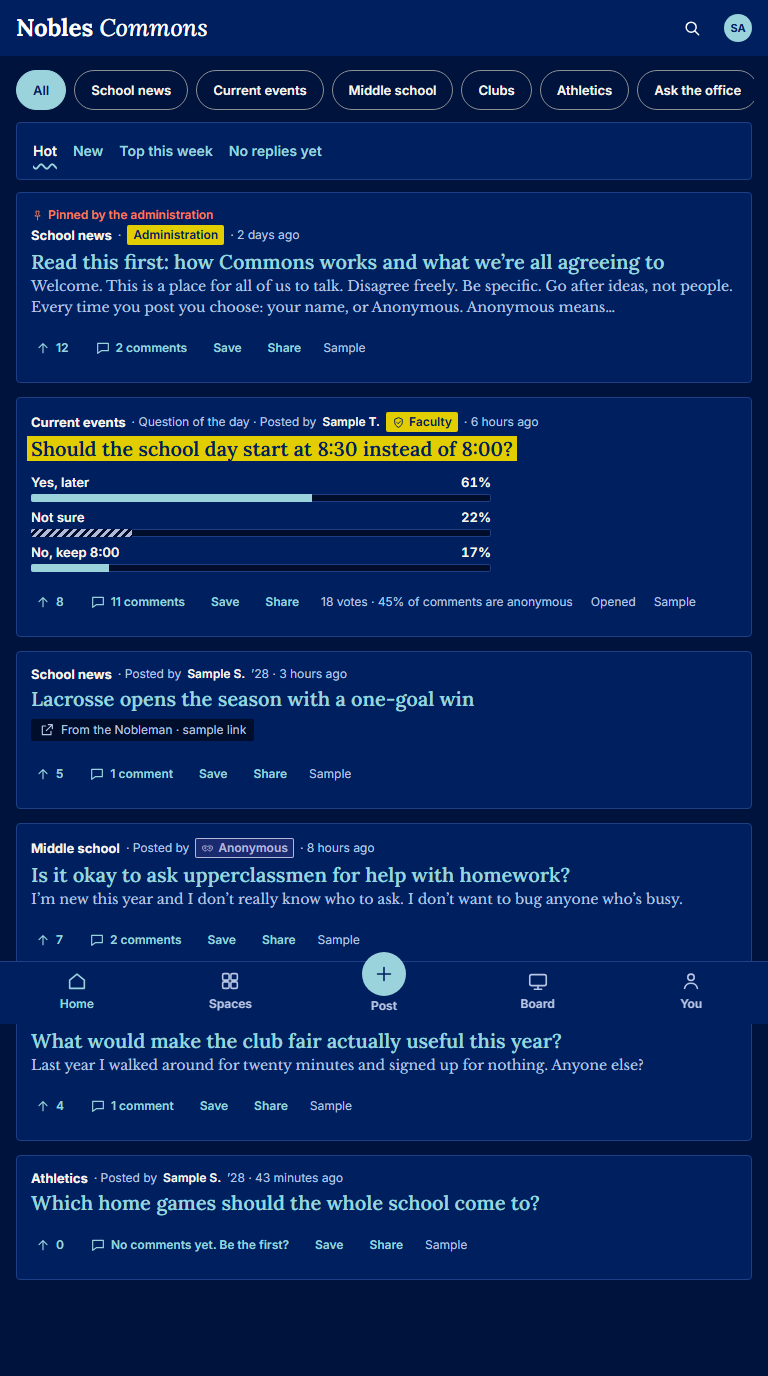 Nobles Commons
SA
All
School news
Current events
Middle school
Clubs
Athletics
Ask the office
Hot
New
Top this week
No replies yet
Pinned by the administration
School news · Administration · 2 days ago
Read this first: how Commons works and what we’re all agreeing to
Welcome. This is a place for all of us to talk. Disagree freely. Be specific. Go after ideas, not people.
Every time you post you choose: your name, or Anonymous. Anonymous means…
12 2 comments Save Share Sample
Current events · Question of the day · Posted by Sample T. Faculty · 6 hours ago
Should the school day start at 8:30 instead of 8:00?
Yes, later 61%
Not sure 22%
No, keep 8:00 17%
8 11 comments Save Share 18 votes · 45% of comments are anonymous Opened Sample
School news · Posted by Sample S. ’28 · 3 hours ago
Lacrosse opens the season with a one-goal win
From the Nobleman · sample link
5 1 comment Save Share Sample
Middle school · Posted by Anonymous · 8 hours ago
Is it okay to ask upperclassmen for help with homework?
I’m new this year and I don’t really know who to ask. I don’t want to bug anyone who’s busy.
7 2 comments Save Share Sample
Home
Spaces
Post
Board
You
What would make the club fair actually useful this year?
Last year I walked around for twenty minutes and signed up for nothing. Anyone else?
4 1 comment Save Share Sample
Athletics · Posted by Sample S. ’28 · 43 minutes ago
Which home games should the whole school come to?
0 No comments yet. Be the first? Save Share Sample